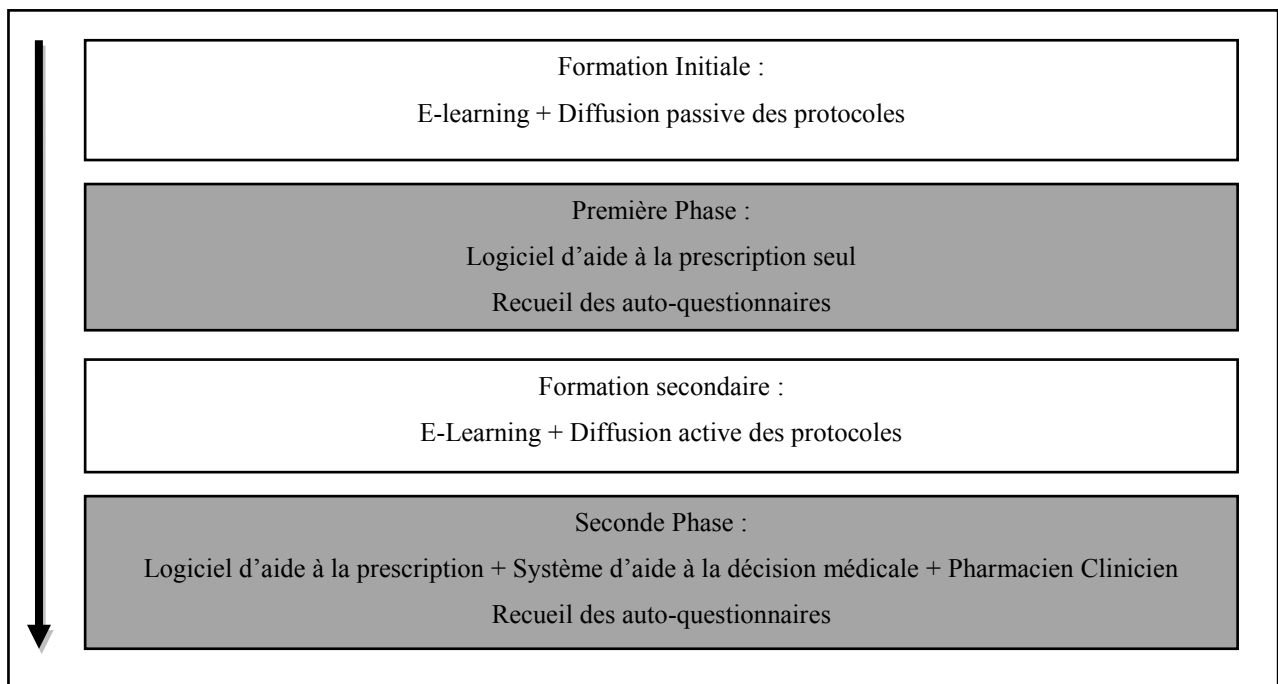 Formation Initiale :
E-learning + Diffusion passive des protocoles
Première Phase :
Logiciel d’aide à la prescription seul
Recueil des auto-questionnaires
Formation secondaire :
E-Learning + Diffusion active des protocoles
Seconde Phase :
Logiciel d’aide à la prescription + Système d’aide à la décision médicale + Pharmacien Clinicien
Recueil des auto-questionnaires